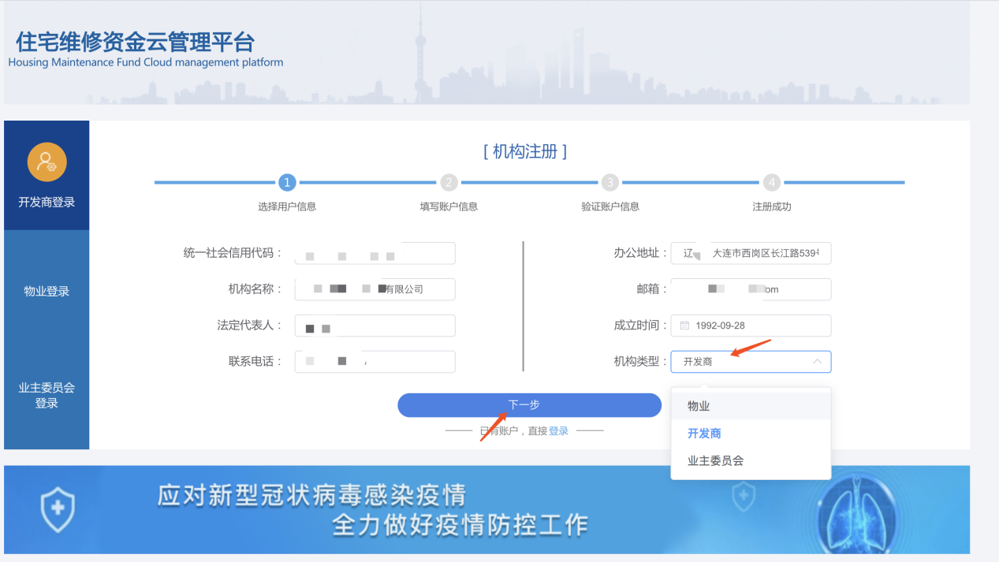 住宅维修资金云管理平台
Housing Maintenance Fund Cloud management platform
开发商登录
物业登录
业主委员会
登录
[ 机构注册 ]
1
2
3
4
选择用户信息
填写账户信息
验证账户信息
注册成功
统一社会信用代码：
机构名称：
有限公司
法定代表人：
联系电话：
办公地址：
辽 大连市西岗区长江路539
邮箱：
om
成立时间：
1992-09-28
机构类型：
开发商
物业
开发商
业主委员会
下一步
已有账户，直接登录
应对新型冠状病毒感染疫情
全力做好疫情防控工作